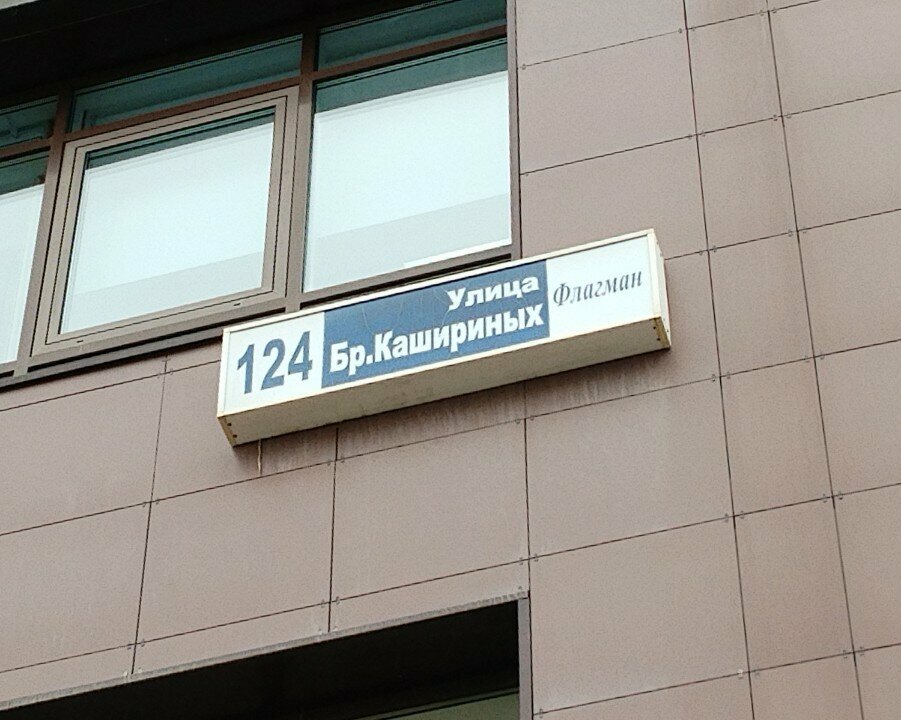 124
Улица
Бр.Кашириных
Флагман